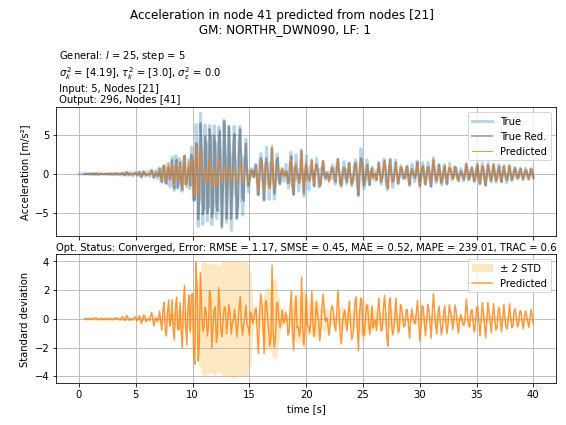 Acceleration in node 41 predicted from nodes [21]
GM: NORTHR_DWN090, LF: 1
General: l = 25, step = 5
σ²ₖ = [4.19], τ²ₖ = [3.0], σ²ε = 0.0
Input: 5, Nodes [21]
Output: 296, Nodes [41]
5
0
−5
Acceleration [m/s²]
True
True Red.
Predicted
Opt. Status: Converged, Error: RMSE = 1.17, SMSE = 0.45, MAE = 0.52, MAPE = 239.01, TRAC = 0.6
4
2
0
−2
−4
Standard deviation
± 2 STD
Predicted
0 5 10 15 20 25 30 35 40
time [s]